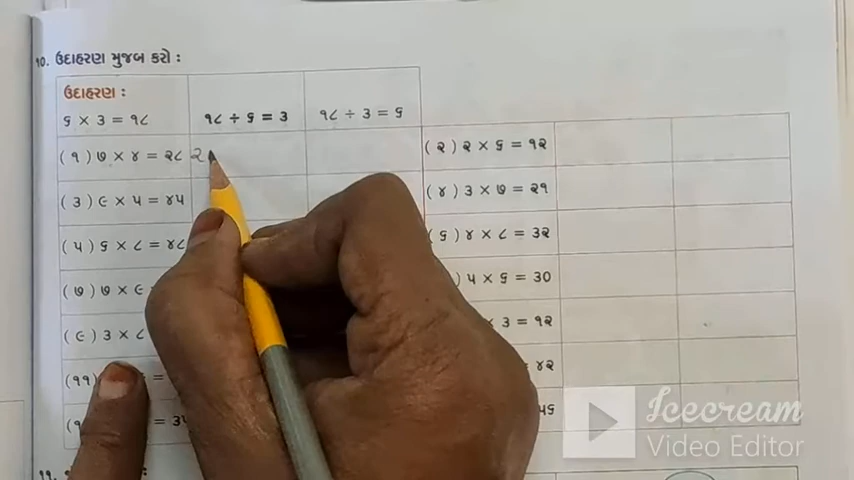 ૧૦. ઉદાહરણ મુજબ કરો :
ઉદાહરણ :
૬ × ૩ = ૧૮
૧૮ ÷ ૬ = ૩
૧૮ ÷ ૩ = ૬
(૧) ૭ × ૪ = ૨૮
૨
(૨) ૨ × ૬ = ૧૨
(૩) ૯ × ૫ = ૪૫
(૪) ૩ × ૭ = ૨૧
(૫) ૬ × ૮ = ૪૮
(૬) ૪ × ૮ = ૩૨
(૭) ૭ × ૯
) ૫ × ૬ = ૩૦
(૯) ૩ × ૮
× ૩ = ૧૨
(૧૧)
= ૪૨
= ૩૫
૫૬
૧૧.
Icecream
Video Editor